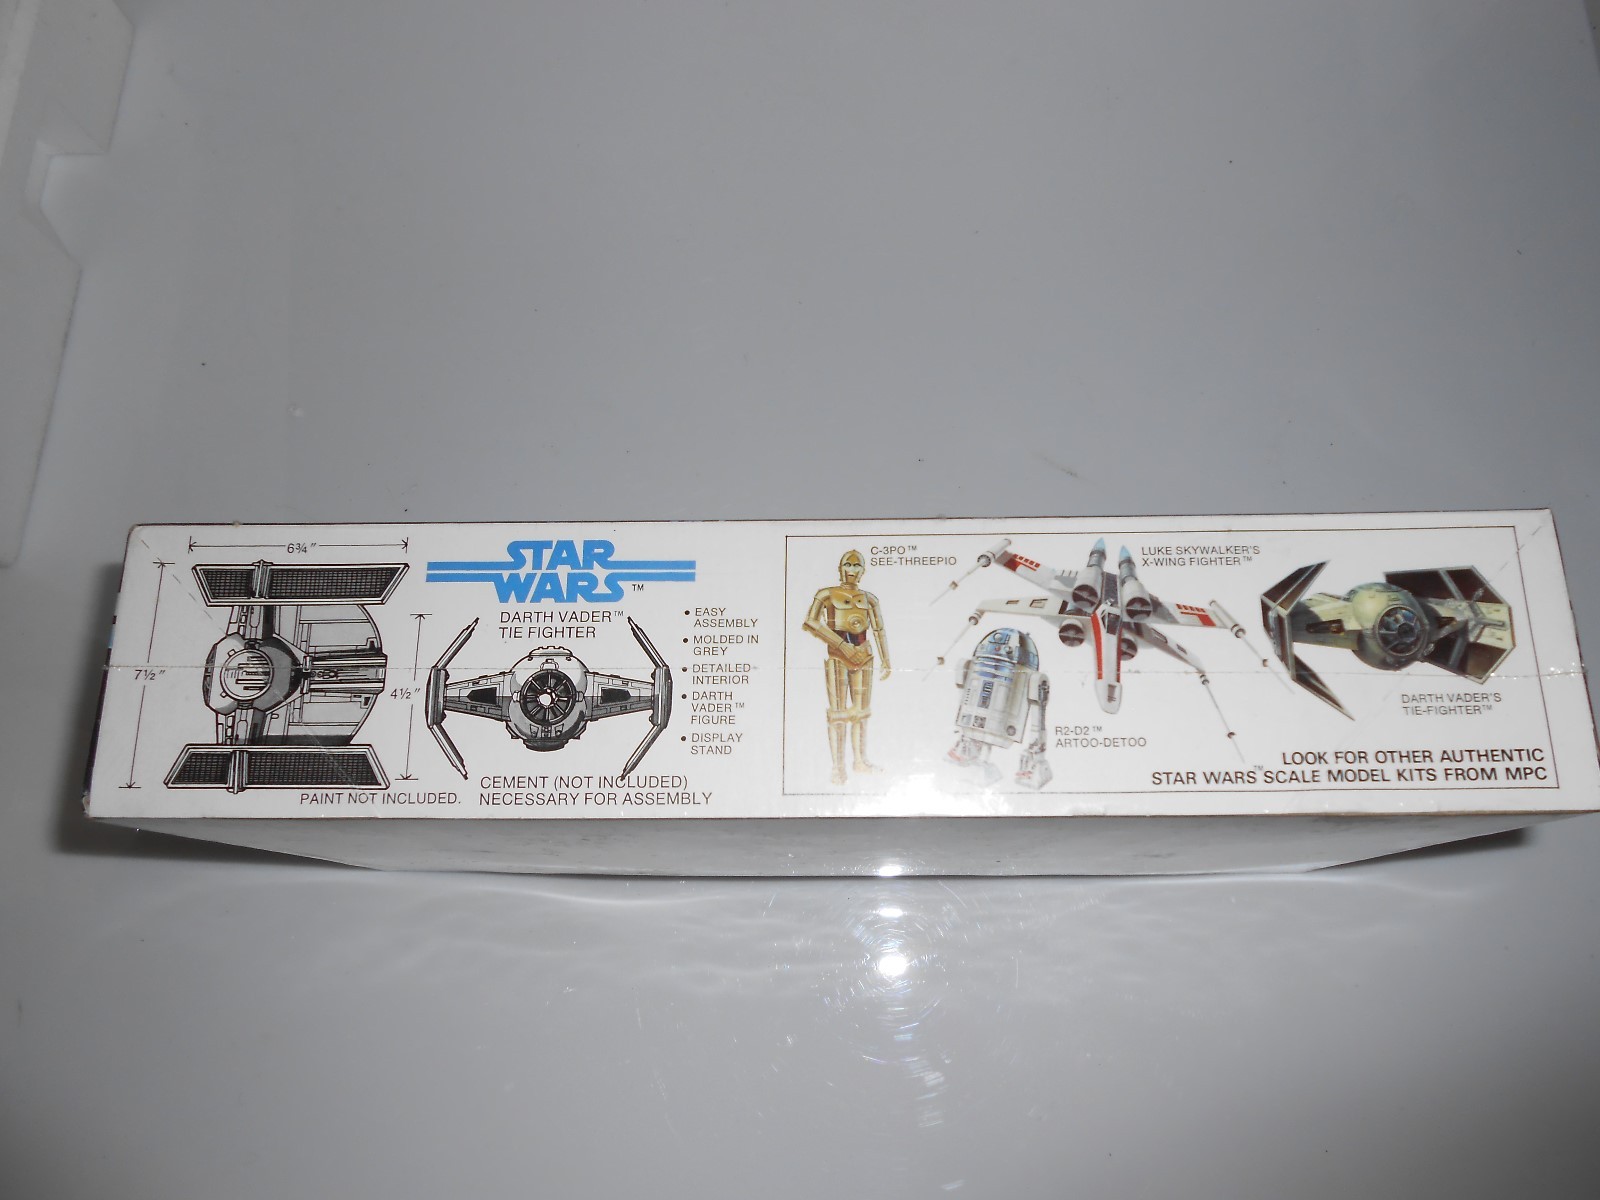 6¾"
7½"
STAR
WARS™
DARTH VADER™
TIE FIGHTER
4½"
• EASY
ASSEMBLY
• MOLDED IN
GREY
• DETAILED
INTERIOR
• DARTH
VADER™
FIGURE
• DISPLAY
STAND
CEMENT (NOT INCLUDED)
NECESSARY FOR ASSEMBLY
PAINT NOT INCLUDED.
C-3PO™
SEE-THREEPIO
LUKE SKYWALKER'S
X-WING FIGHTER™
R2-D2™
ARTOO-DETOO
DARTH VADER'S
TIE-FIGHTER™
LOOK FOR OTHER AUTHENTIC
STAR WARS™ SCALE MODEL KITS FROM MPC